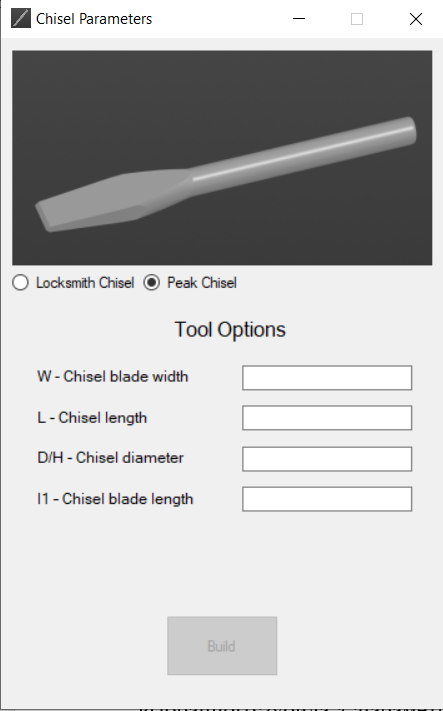 Chisel Parameters
Locksmith Chisel Peak Chisel
Tool Options
W - Chisel blade width
L - Chisel length
D/H - Chisel diameter
l1 - Chisel blade length
Build